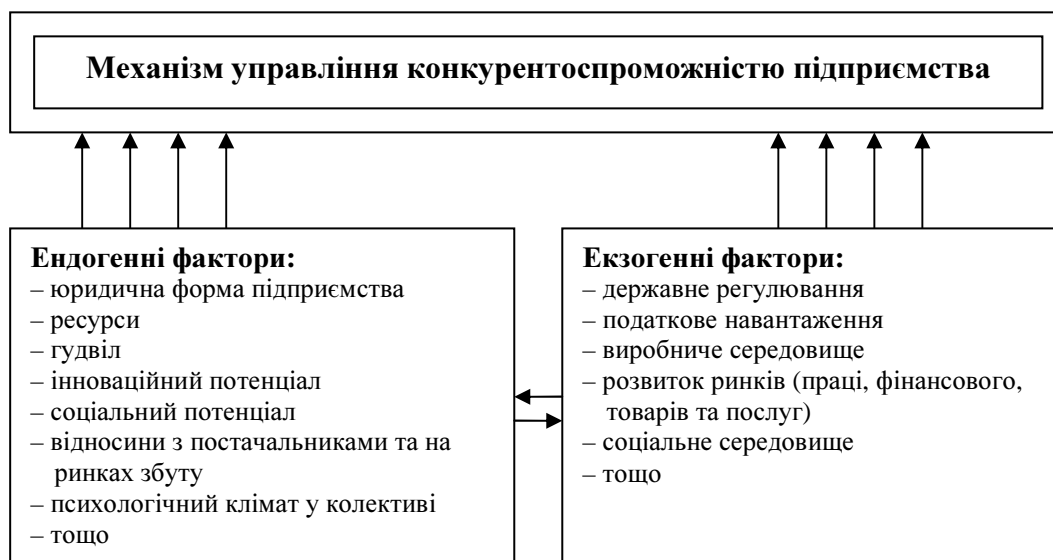 Механізм управління конкурентоспроможністю підприємства
Ендогенні фактори:
– юридична форма підприємства
– ресурси
– гудвіл
– інноваційний потенціал
– соціальний потенціал
– відносини з постачальниками та на
ринках збуту
– психологічний клімат у колективі
– тощо
Екзогенні фактори:
– державне регулювання
– податкове навантаження
– виробниче середовище
– розвиток ринків (праці, фінансового,
товарів та послуг)
– соціальне середовище
– тощо